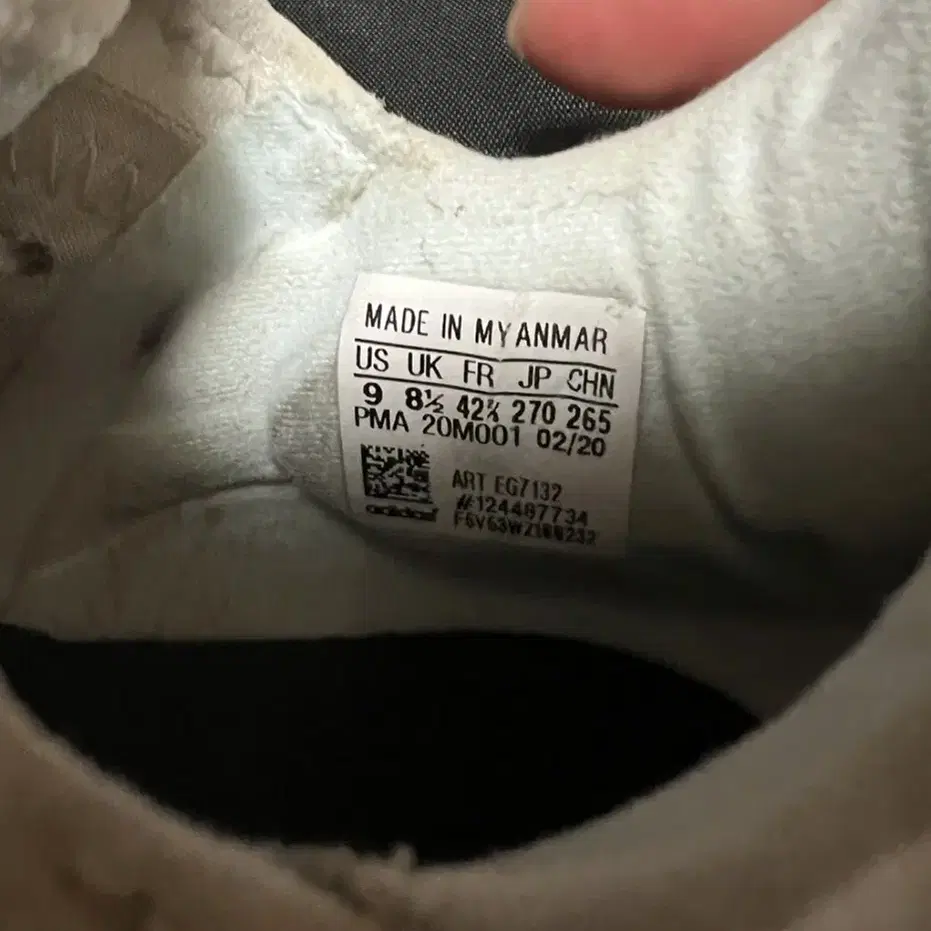 MADE IN MYANMAR
US UK FR JP CHN
9 8½ 42⅔ 270 265
PMA 20M001 02/20
ART EG7132
#124487734
adidas